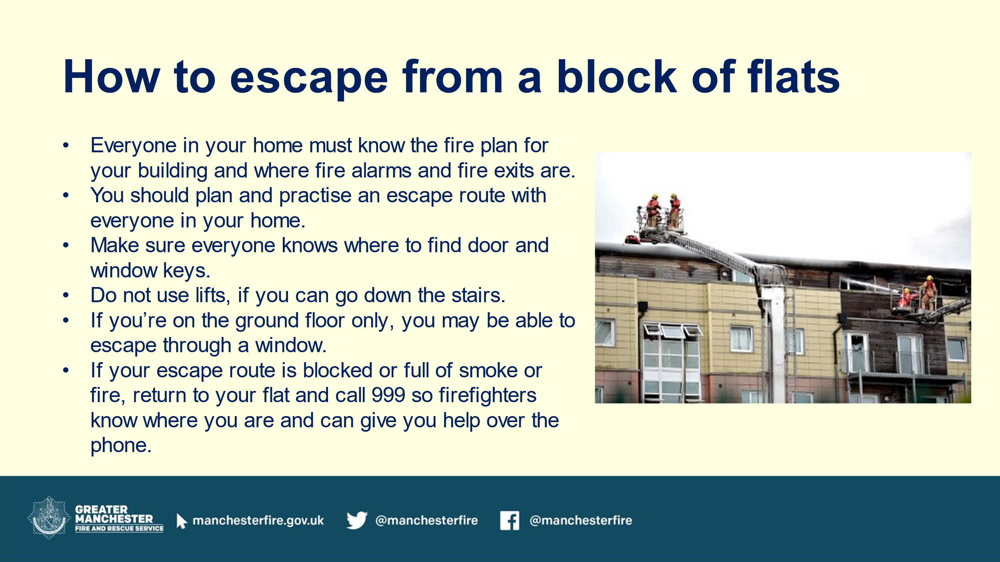 How to escape from a block of flats
• Everyone in your home must know the fire plan for
your building and where fire alarms and fire exits are.
• You should plan and practise an escape route with
everyone in your home.
• Make sure everyone knows where to find door and
window keys.
• Do not use lifts, if you can go down the stairs.
• If you’re on the ground floor only, you may be able to
escape through a window.
• If your escape route is blocked or full of smoke or
fire, return to your flat and call 999 so firefighters
know where you are and can give you help over the
phone.
GREATER
MANCHESTER
FIRE AND RESCUE SERVICE
manchesterfire.gov.uk
@manchesterfire
@manchesterfire